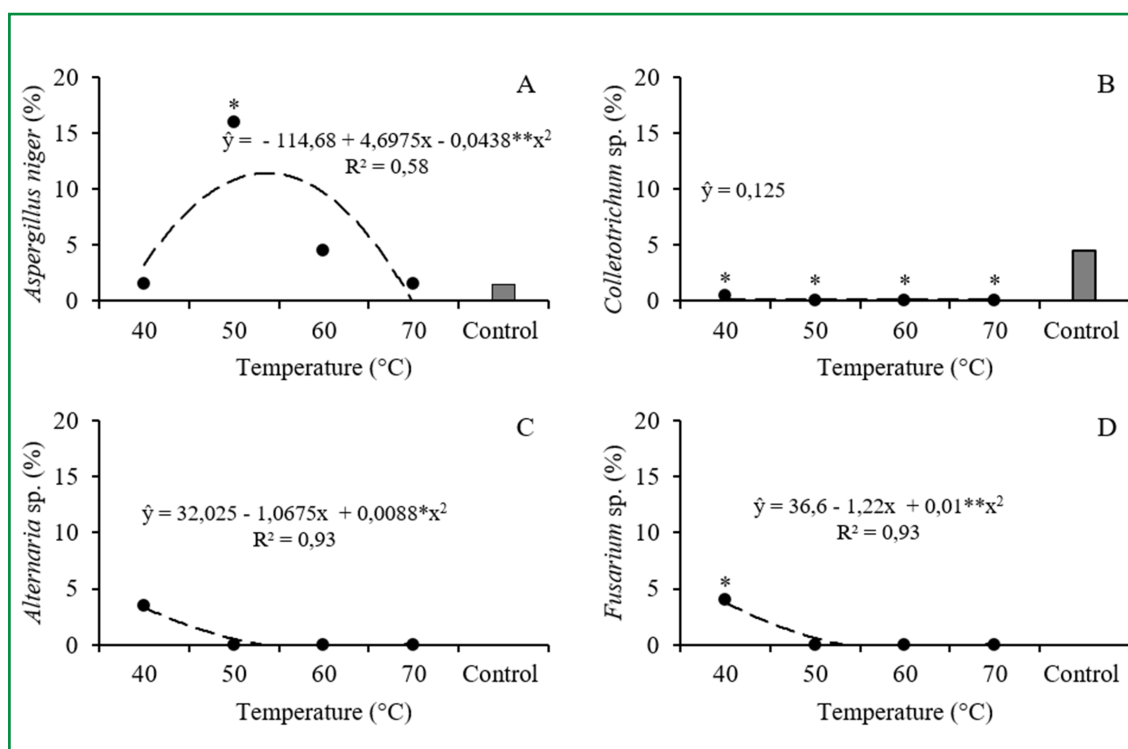 A
Aspergillus niger (%)
20
15
10
5
0
*
ŷ = - 114,68 + 4,6975x - 0,0438**x²
R² = 0,58
40 50 60 70 Control
Temperature (°C)
B
Colletotrichum sp. (%)
20
15
10
5
0
ŷ = 0,125
* * * *
40 50 60 70 Control
Temperature (°C)
C
Alternaria sp. (%)
20
15
10
5
0
ŷ = 32,025 - 1,0675x + 0,0088*x²
R² = 0,93
40 50 60 70 Control
Temperature (°C)
D
Fusarium sp. (%)
20
15
10
5
0
ŷ = 36,6 - 1,22x + 0,01**x²
R² = 0,93
*
40 50 60 70 Control
Temperature (°C)